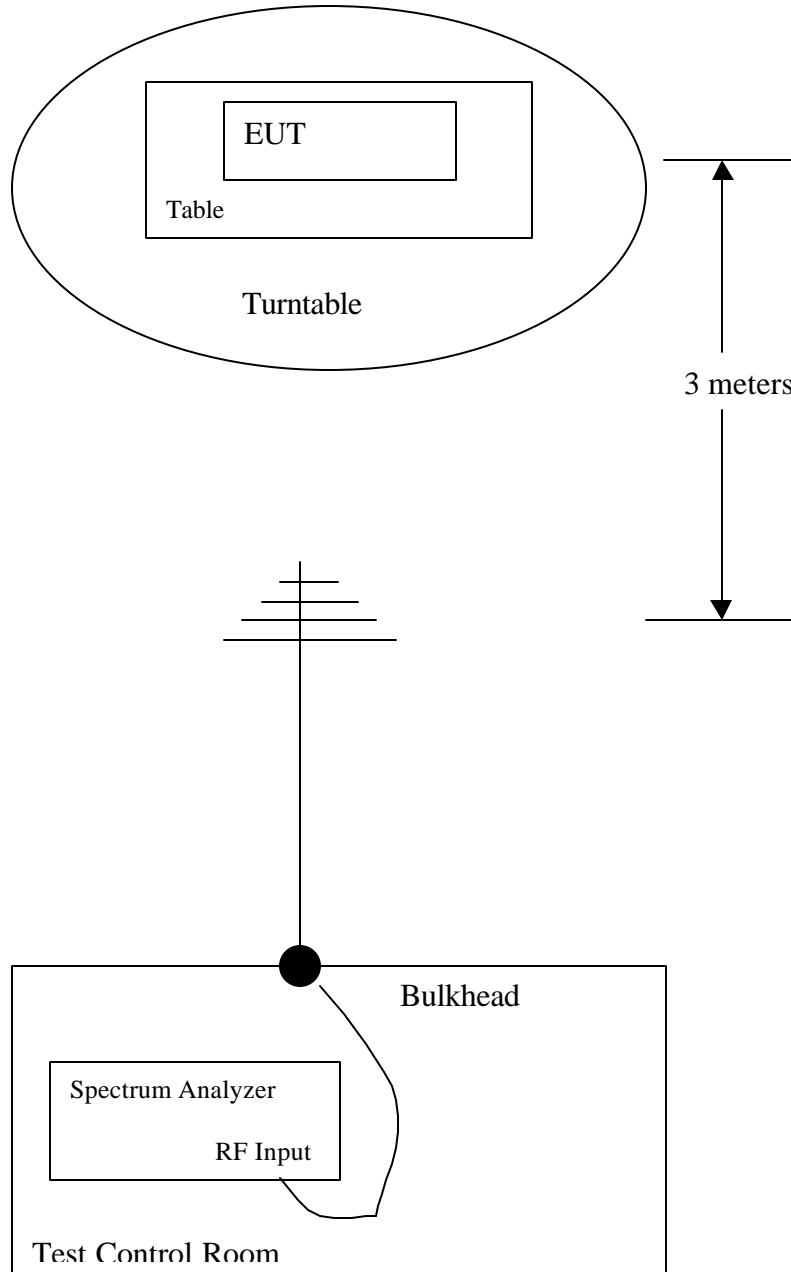 EUT
Table
Turntable
3 meters
Bulkhead
Spectrum Analyzer
RF Input
Test Control Room